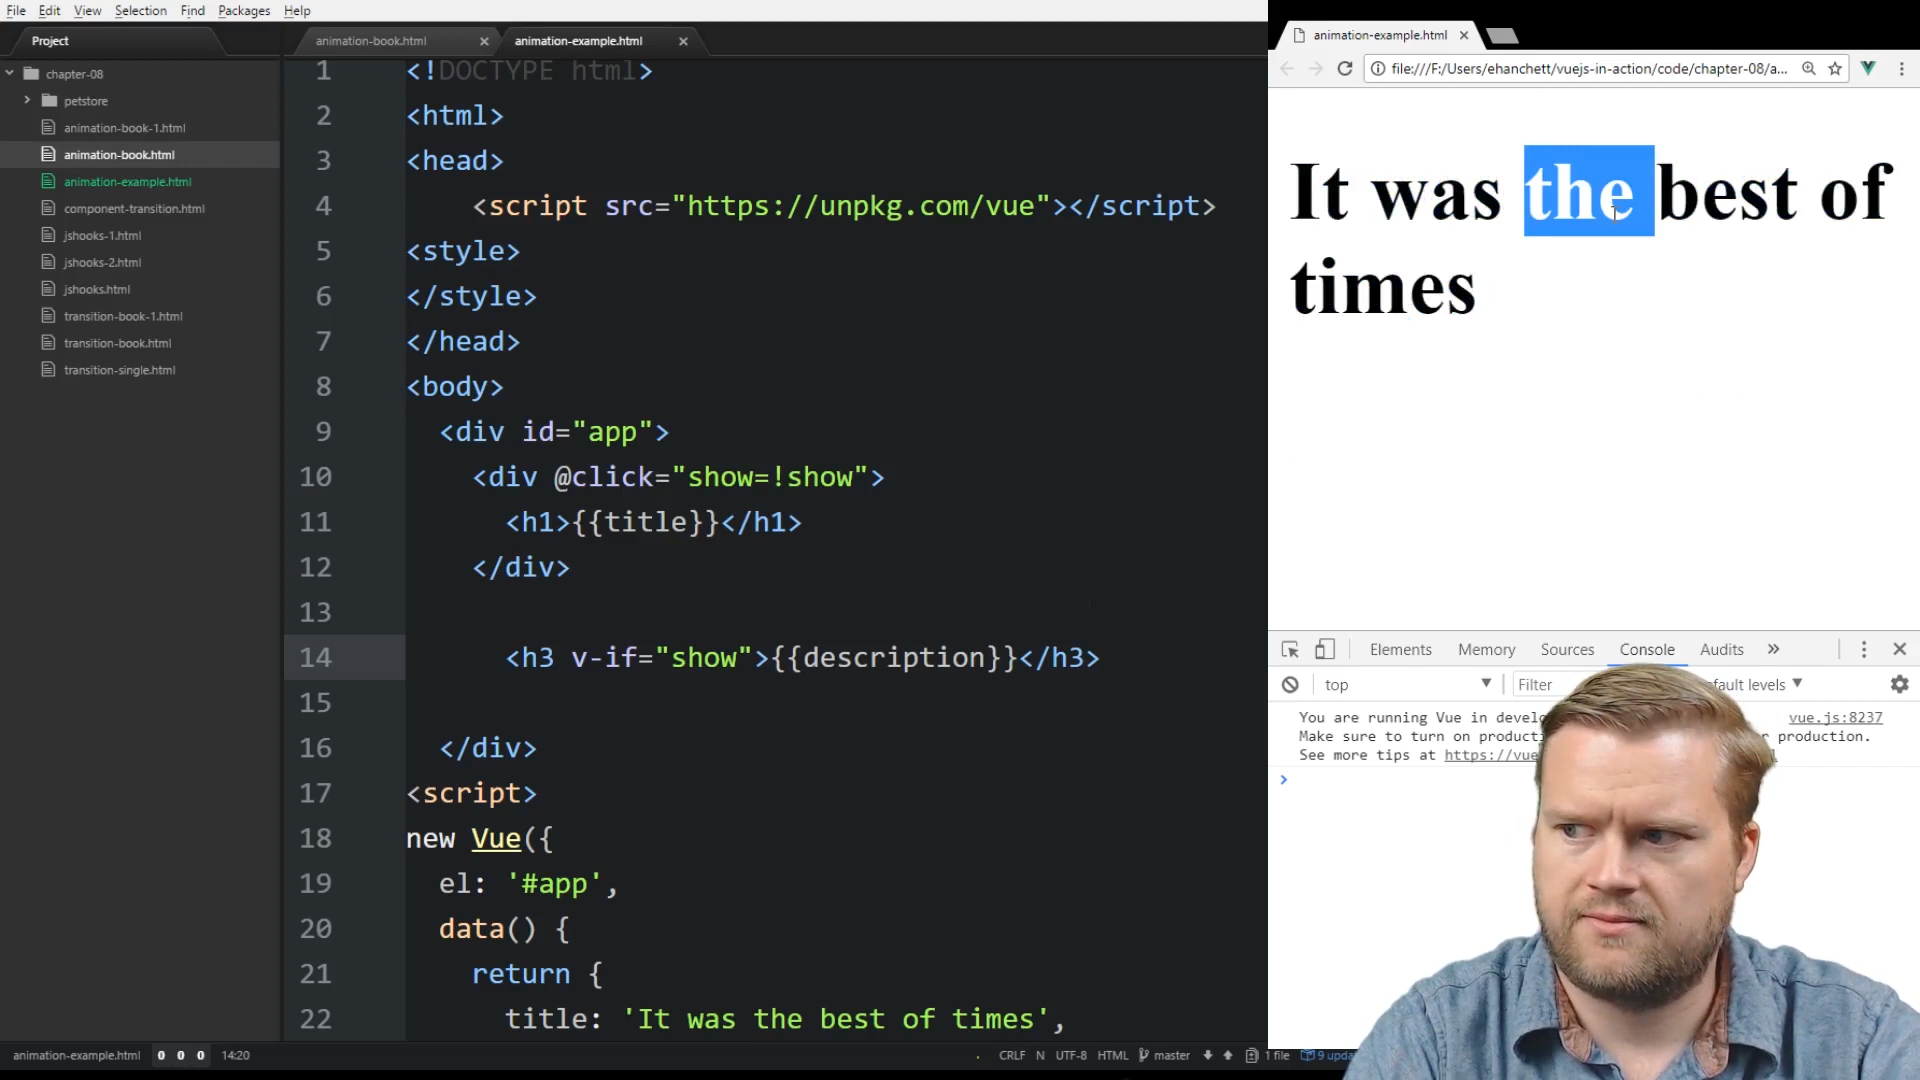 File Edit View Selection Find Packages Help
Project
chapter-08
petstore
animation-book-1.html
animation-book.html
animation-example.html
component-transition.html
jshooks-1.html
jshooks-2.html
jshooks.html
transition-book-1.html
transition-book.html
transition-single.html
animation-book.html
animation-example.html
1 <!DOCTYPE html>
2 <html>
3 <head>
4 <script src="https://unpkg.com/vue"></script>
5 <style>
6 </style>
7 </head>
8 <body>
9 <div id="app">
10 <div @click="show=!show">
11 <h1>{{title}}</h1>
12 </div>
13
14 <h3 v-if="show">{{description}}</h3>
15
16 </div>
17 <script>
18 new Vue({
19 el: '#app',
20 data() {
21 return {
22 title: 'It was the best of times',
animation-example.html 0 0 0 14:20
CRLF N UTF-8 HTML master 1 file 9 upda
animation-example.html
file:///F:/Users/ehanchett/vuejs-in-action/code/chapter-08/a...
It was the best of
times
Elements Memory Sources Console Audits »
top Filter efault levels
You are running Vue in develo vue.js:8237
Make sure to turn on producti production.
See more tips at https://vue